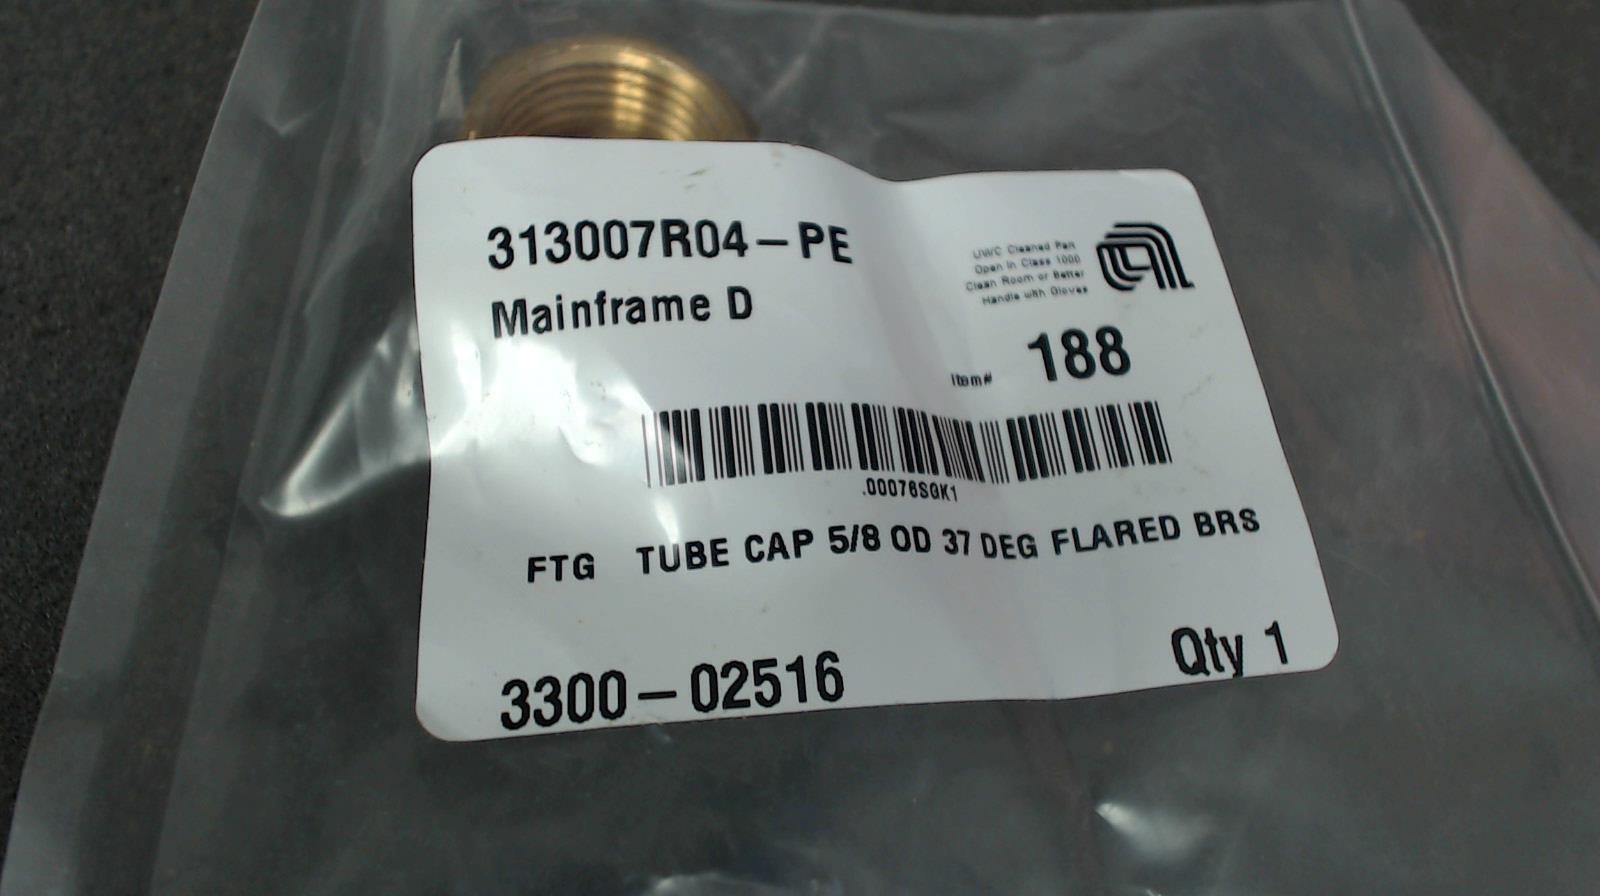 313007R04-PE
Mainframe D
UWC Cleaned Part
Open in Class 1000
Clean Room or Better
Handle with Gloves
Item# 188
.00076SGK1
FTG TUBE CAP 5/8 OD 37 DEG FLARED BRS
3300-02516
Qty 1